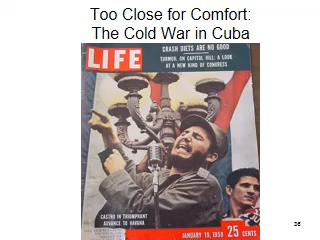 Too Close for Comfort:
The Cold War in Cuba
CRASH DIETS ARE NO GOOD
TURMOIL ON CAPITOL HILL: A LOOK
AT A NEW KIND OF CONGRESS
LIFE
CASTRO IN TRIUMPHANT
ADVANCE TO HAVANA
JANUARY 19, 1959 25 CENTS